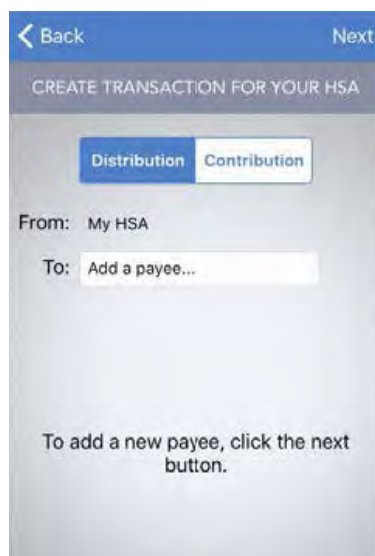 Back Next
CREATE TRANSACTION FOR YOUR HSA
Distribution Contribution
From: My HSA
To: Add a payee...
To add a new payee, click the next
button.